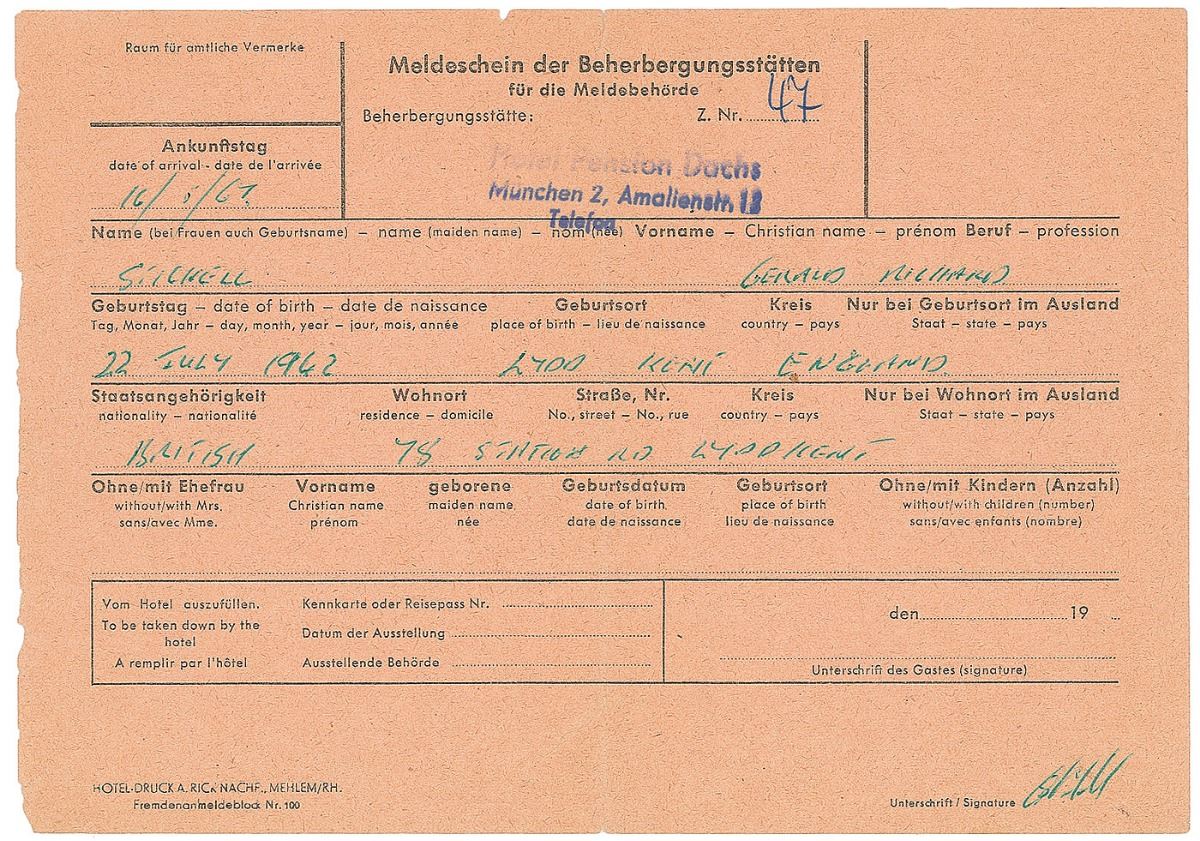 Raum für amtliche Vermerke
Meldeschein der Beherbergungsstätten
für die Meldebehörde
Beherbergungsstätte:
Z. Nr. 47
Ankunftstag
date of arrival - date de l'arrivée
16/5/67
Pension Dachs
München 2, Amalienstr. 12
Telefon
Name (bei Frauen auch Geburtsname) – name (maiden name) – nom (née) Vorname – Christian name – prénom Beruf – profession
GERALD RICHARD
Geburtstag – date of birth – date de naissance Geburtsort Kreis Nur bei Geburtsort im Ausland
Tag, Monat, Jahr – day, month, year – jour, mois, année place of birth – lieu de naissance country – pays Staat – state – pays
22 JULY 1942 LYDD KENT ENGLAND
Staatsangehörigkeit Wohnort Straße, Nr. Kreis Nur bei Wohnort im Ausland
nationality – nationalité residence – domicile No., street – No., rue country – pays Staat – state – pays
BRITISH 78 STATION RD LYDD KENT
Ohne/mit Ehefrau Vorname geborene Geburtsdatum Geburtsort Ohne/mit Kindern (Anzahl)
without/with Mrs. Christian name maiden name date of birth place of birth without/with children (number)
sans/avec Mme. prénom née date de naissance lieu de naissance sans/avec enfants (nombre)
Vom Hotel auszufüllen.
To be taken down by the
hotel
A remplir par l'hôtel
Kennkarte oder Reisepass Nr.
Datum der Ausstellung
Ausstellende Behörde
den 19
Unterschrift des Gastes (signature)
HOTEL-DRUCK A. RICK NACHF., MEHLEM/RH.
Fremdenanmeldeblock Nr. 100
Unterschrift / Signature